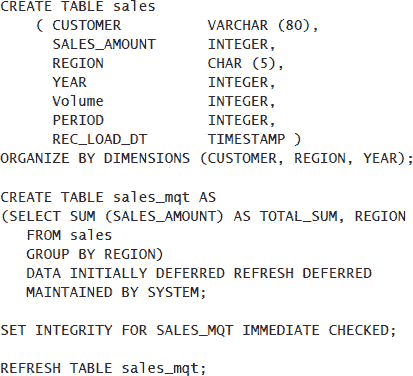 CREATE TABLE sales
( CUSTOMER VARCHAR (80),
SALES_AMOUNT INTEGER,
REGION CHAR (5),
YEAR INTEGER,
Volume INTEGER,
PERIOD INTEGER,
REC_LOAD_DT TIMESTAMP )
ORGANIZE BY DIMENSIONS (CUSTOMER, REGION, YEAR);
CREATE TABLE sales_mqt AS
(SELECT SUM (SALES_AMOUNT) AS TOTAL_SUM, REGION
FROM sales
GROUP BY REGION)
DATA INITIALLY DEFERRED REFRESH DEFERRED
MAINTAINED BY SYSTEM;
SET INTEGRITY FOR SALES_MQT IMMEDIATE CHECKED;
REFRESH TABLE sales_mqt;